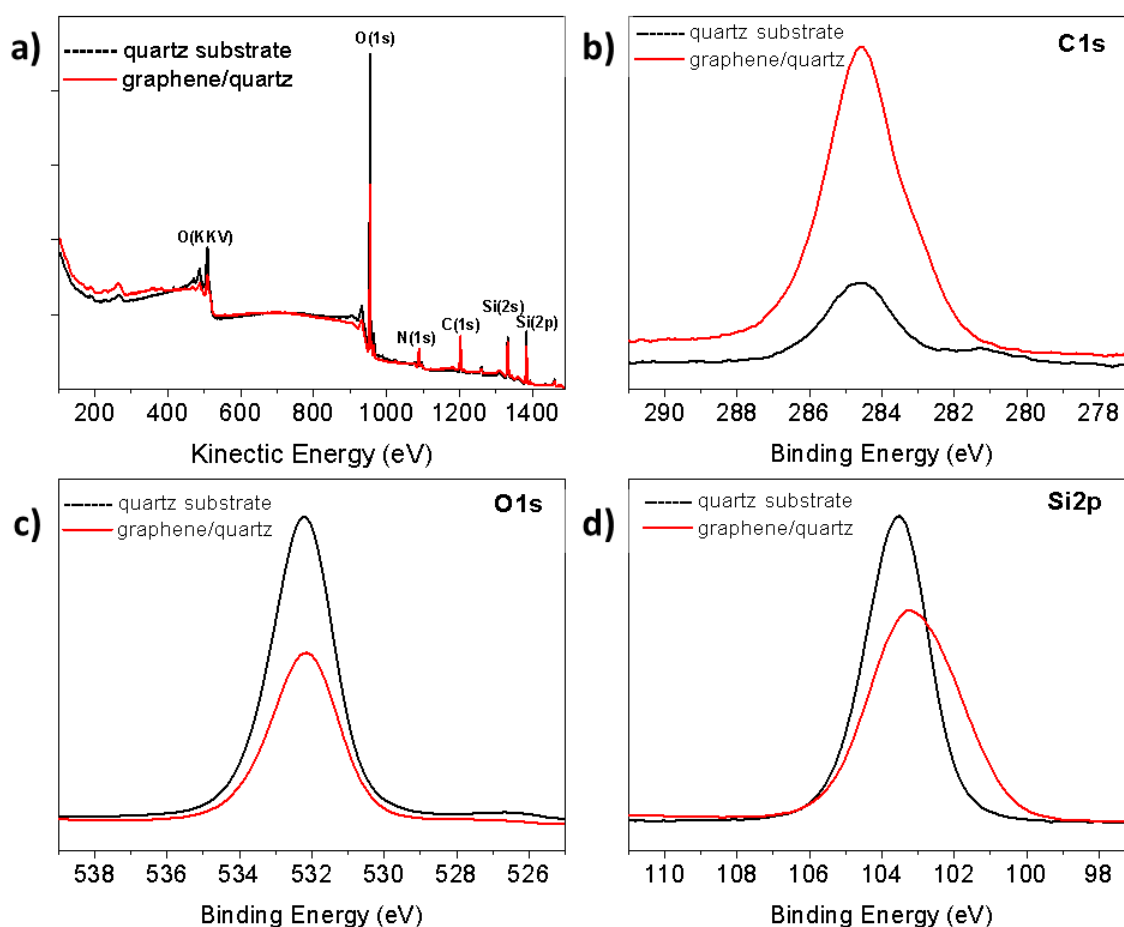 a)
quartz substrate
graphene/quartz
O(1s)
O(KKV)
N(1s)
C(1s)
Si(2s)
Si(2p)
200 400 600 800 1000 1200 1400
Kinectic Energy (eV)
b)
quartz substrate
graphene/quartz
C1s
290 288 286 284 282 280 278
Binding Energy (eV)
c)
quartz substrate
graphene/quartz
O1s
538 536 534 532 530 528 526
Binding Energy (eV)
d)
quartz substrate
graphene/quartz
Si2p
110 108 106 104 102 100 98
Binding Energy (eV)